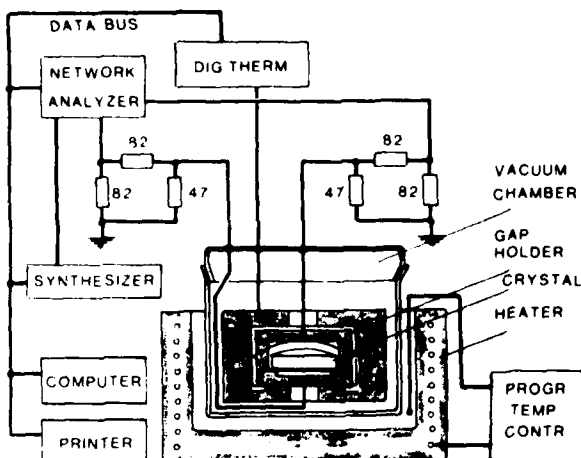 DATA BUS
NETWORK
ANALYZER
DIG THERM
82
82
47
82
47
82
VACUUM
CHAMBER
GAP
HOLDER
CRYSTAL
HEATER
SYNTHESIZER
COMPUTER
PRINTER
PROGR
TEMP
CONTR